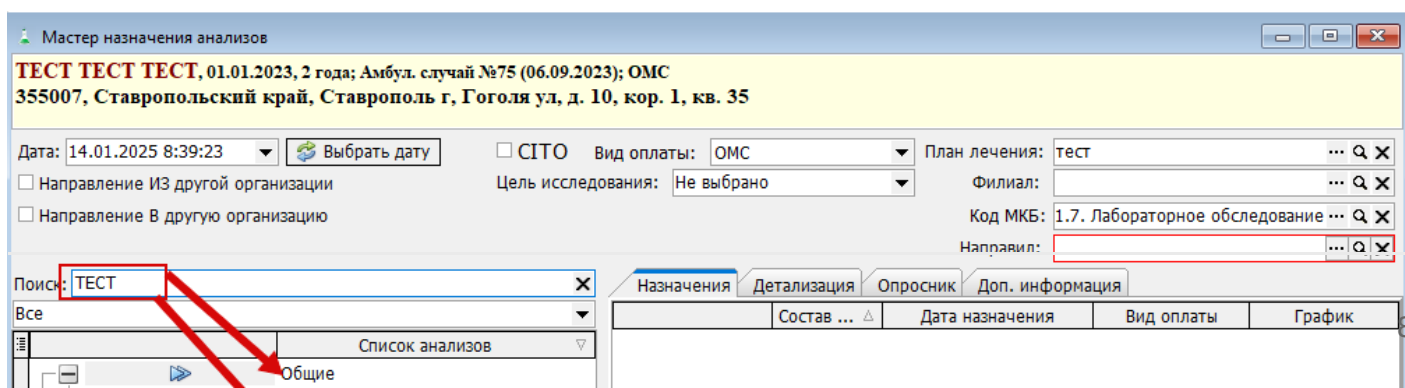 Мастер назначения анализов
ТЕСТ ТЕСТ ТЕСТ, 01.01.2023, 2 года; Амбул. случай №75 (06.09.2023); ОМС
355007, Ставропольский край, Ставрополь г, Гоголя ул, д. 10, кор. 1, кв. 35
Дата: 14.01.2025 8:39:23 Выбрать дату CITO Вид оплаты: ОМС План лечения: тест
Направление ИЗ другой организации Цель исследования: Не выбрано Филиал:
Направление В другую организацию Код МКБ: 1.7. Лабораторное обследование
Направил:
Поиск: ТЕСТ Назначения Детализация Опросник Доп. информация
Все Состав ... Дата назначения Вид оплаты График
Список анализов
Общие